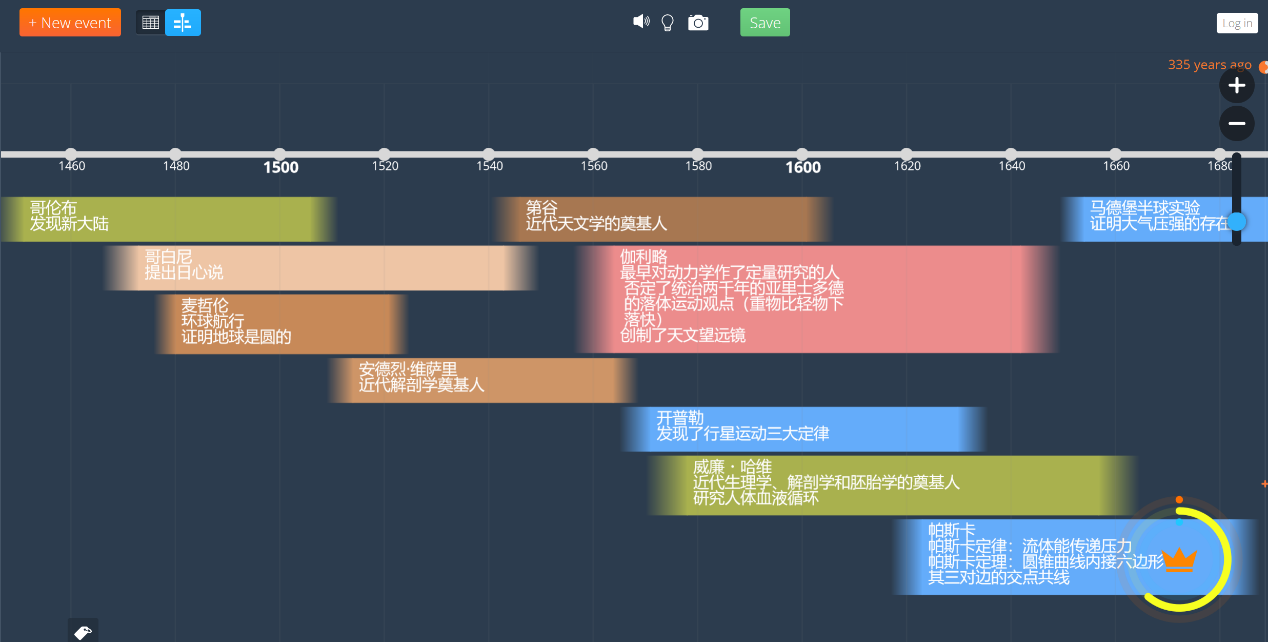 + New event
Save
Log in
335 years ago
1460 1480 1500 1520 1540 1560 1580 1600 1620 1640 1660 1680
哥伦布
发现新大陆
第谷
近代天文学的奠基人
马德堡半球实验
证明大气压强的存在
哥白尼
提出日心说
伽利略
最早对动力学作了定量研究的人
否定了统治两千年的亚里士多德
的落体运动观点（重物比轻物下
落快）
创制了天文望远镜
麦哲伦
环球航行
证明地球是圆的
安德烈·维萨里
近代解剖学奠基人
开普勒
发现了行星运动三大定律
威廉·哈维
近代生理学、解剖学和胚胎学的奠基人
研究人体血液循环
帕斯卡
帕斯卡定律：流体能传递压力
帕斯卡定理：圆锥曲线内接六边形
其三对边的交点共线